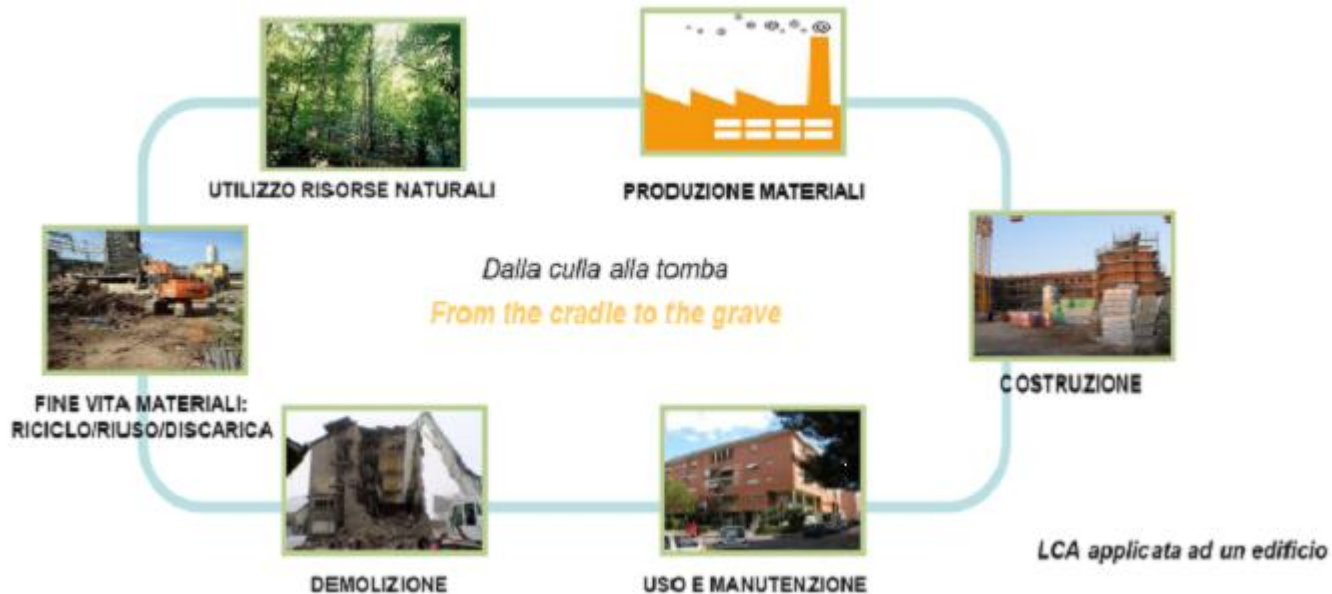 UTILIZZO RISORSE NATURALI
PRODUZIONE MATERIALI
Dalla culla alla tomba
From the cradle to the grave
COSTRUZIONE
FINE VITA MATERIALI:
RICICLO/RIUSO/DISCARICA
DEMOLIZIONE
USO E MANUTENZIONE
LCA applicata ad un edificio